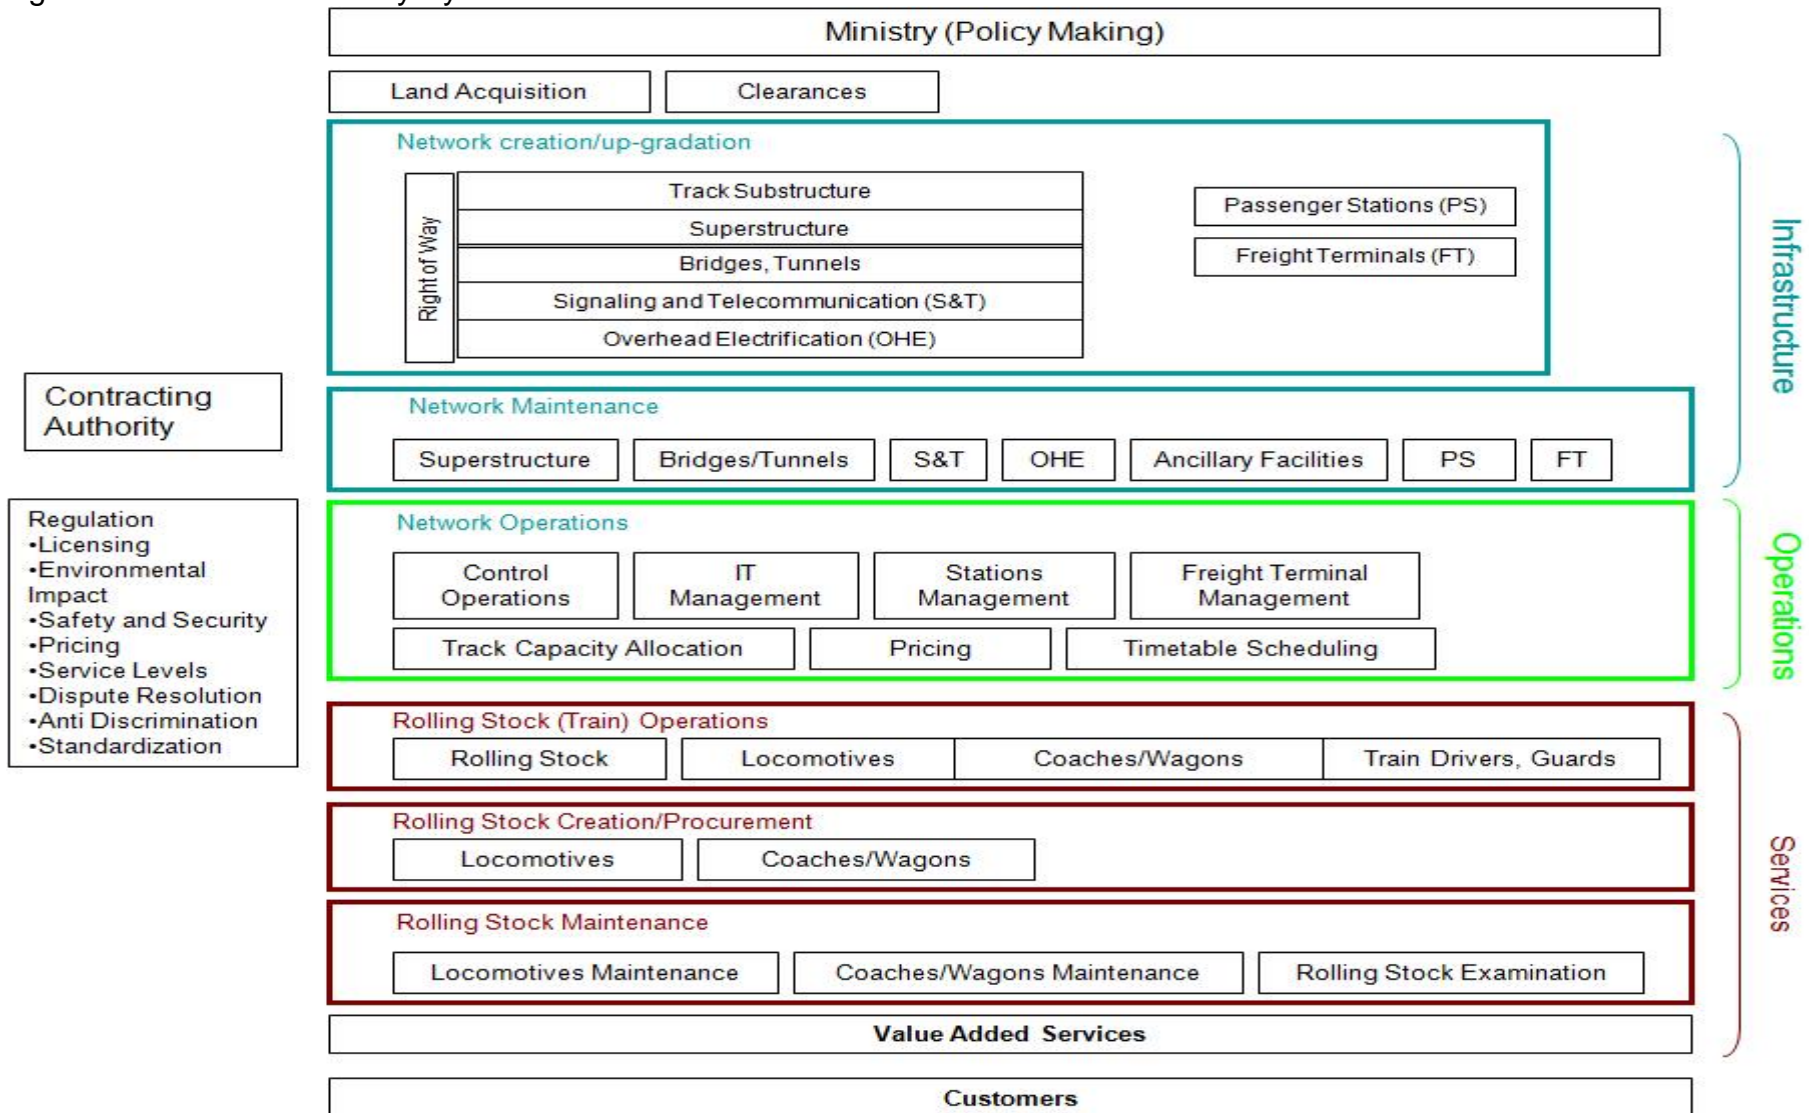 Ministry (Policy Making)
Land Acquisition
Clearances
Network creation/up-gradation
Right of Way
Track Substructure
Superstructure
Bridges, Tunnels
Signaling and Telecommunication (S&T)
Overhead Electrification (OHE)
Passenger Stations (PS)
Freight Terminals (FT)
Infrastructure
Contracting
Authority
Network Maintenance
Superstructure
Bridges/Tunnels
S&T
OHE
Ancillary Facilities
PS
FT
Regulation
•Licensing
•Environmental
Impact
•Safety and Security
•Pricing
•Service Levels
•Dispute Resolution
•Anti Discrimination
•Standardization
Network Operations
Control
Operations
IT
Management
Stations
Management
Freight Terminal
Management
Track Capacity Allocation
Pricing
Timetable Scheduling
Operations
Rolling Stock (Train) Operations
Rolling Stock
Locomotives
Coaches/Wagons
Train Drivers, Guards
Rolling Stock Creation/Procurement
Locomotives
Coaches/Wagons
Services
Rolling Stock Maintenance
Locomotives Maintenance
Coaches/Wagons Maintenance
Rolling Stock Examination
Value Added Services
Customers